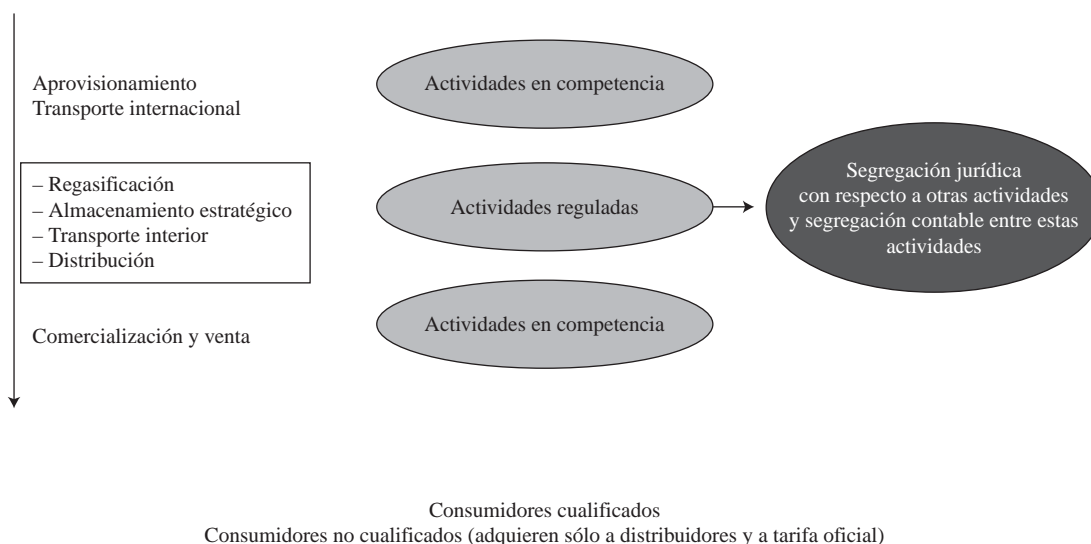 Aprovisionamiento
Transporte internacional
Actividades en competencia
– Regasificación
– Almacenamiento estratégico
– Transporte interior
– Distribución
Actividades reguladas
Segregación jurídica
con respecto a otras actividades
y segregación contable entre estas
actividades
Comercialización y venta
Actividades en competencia
Consumidores cualificados
Consumidores no cualificados (adquieren sólo a distribuidores y a tarifa oficial)